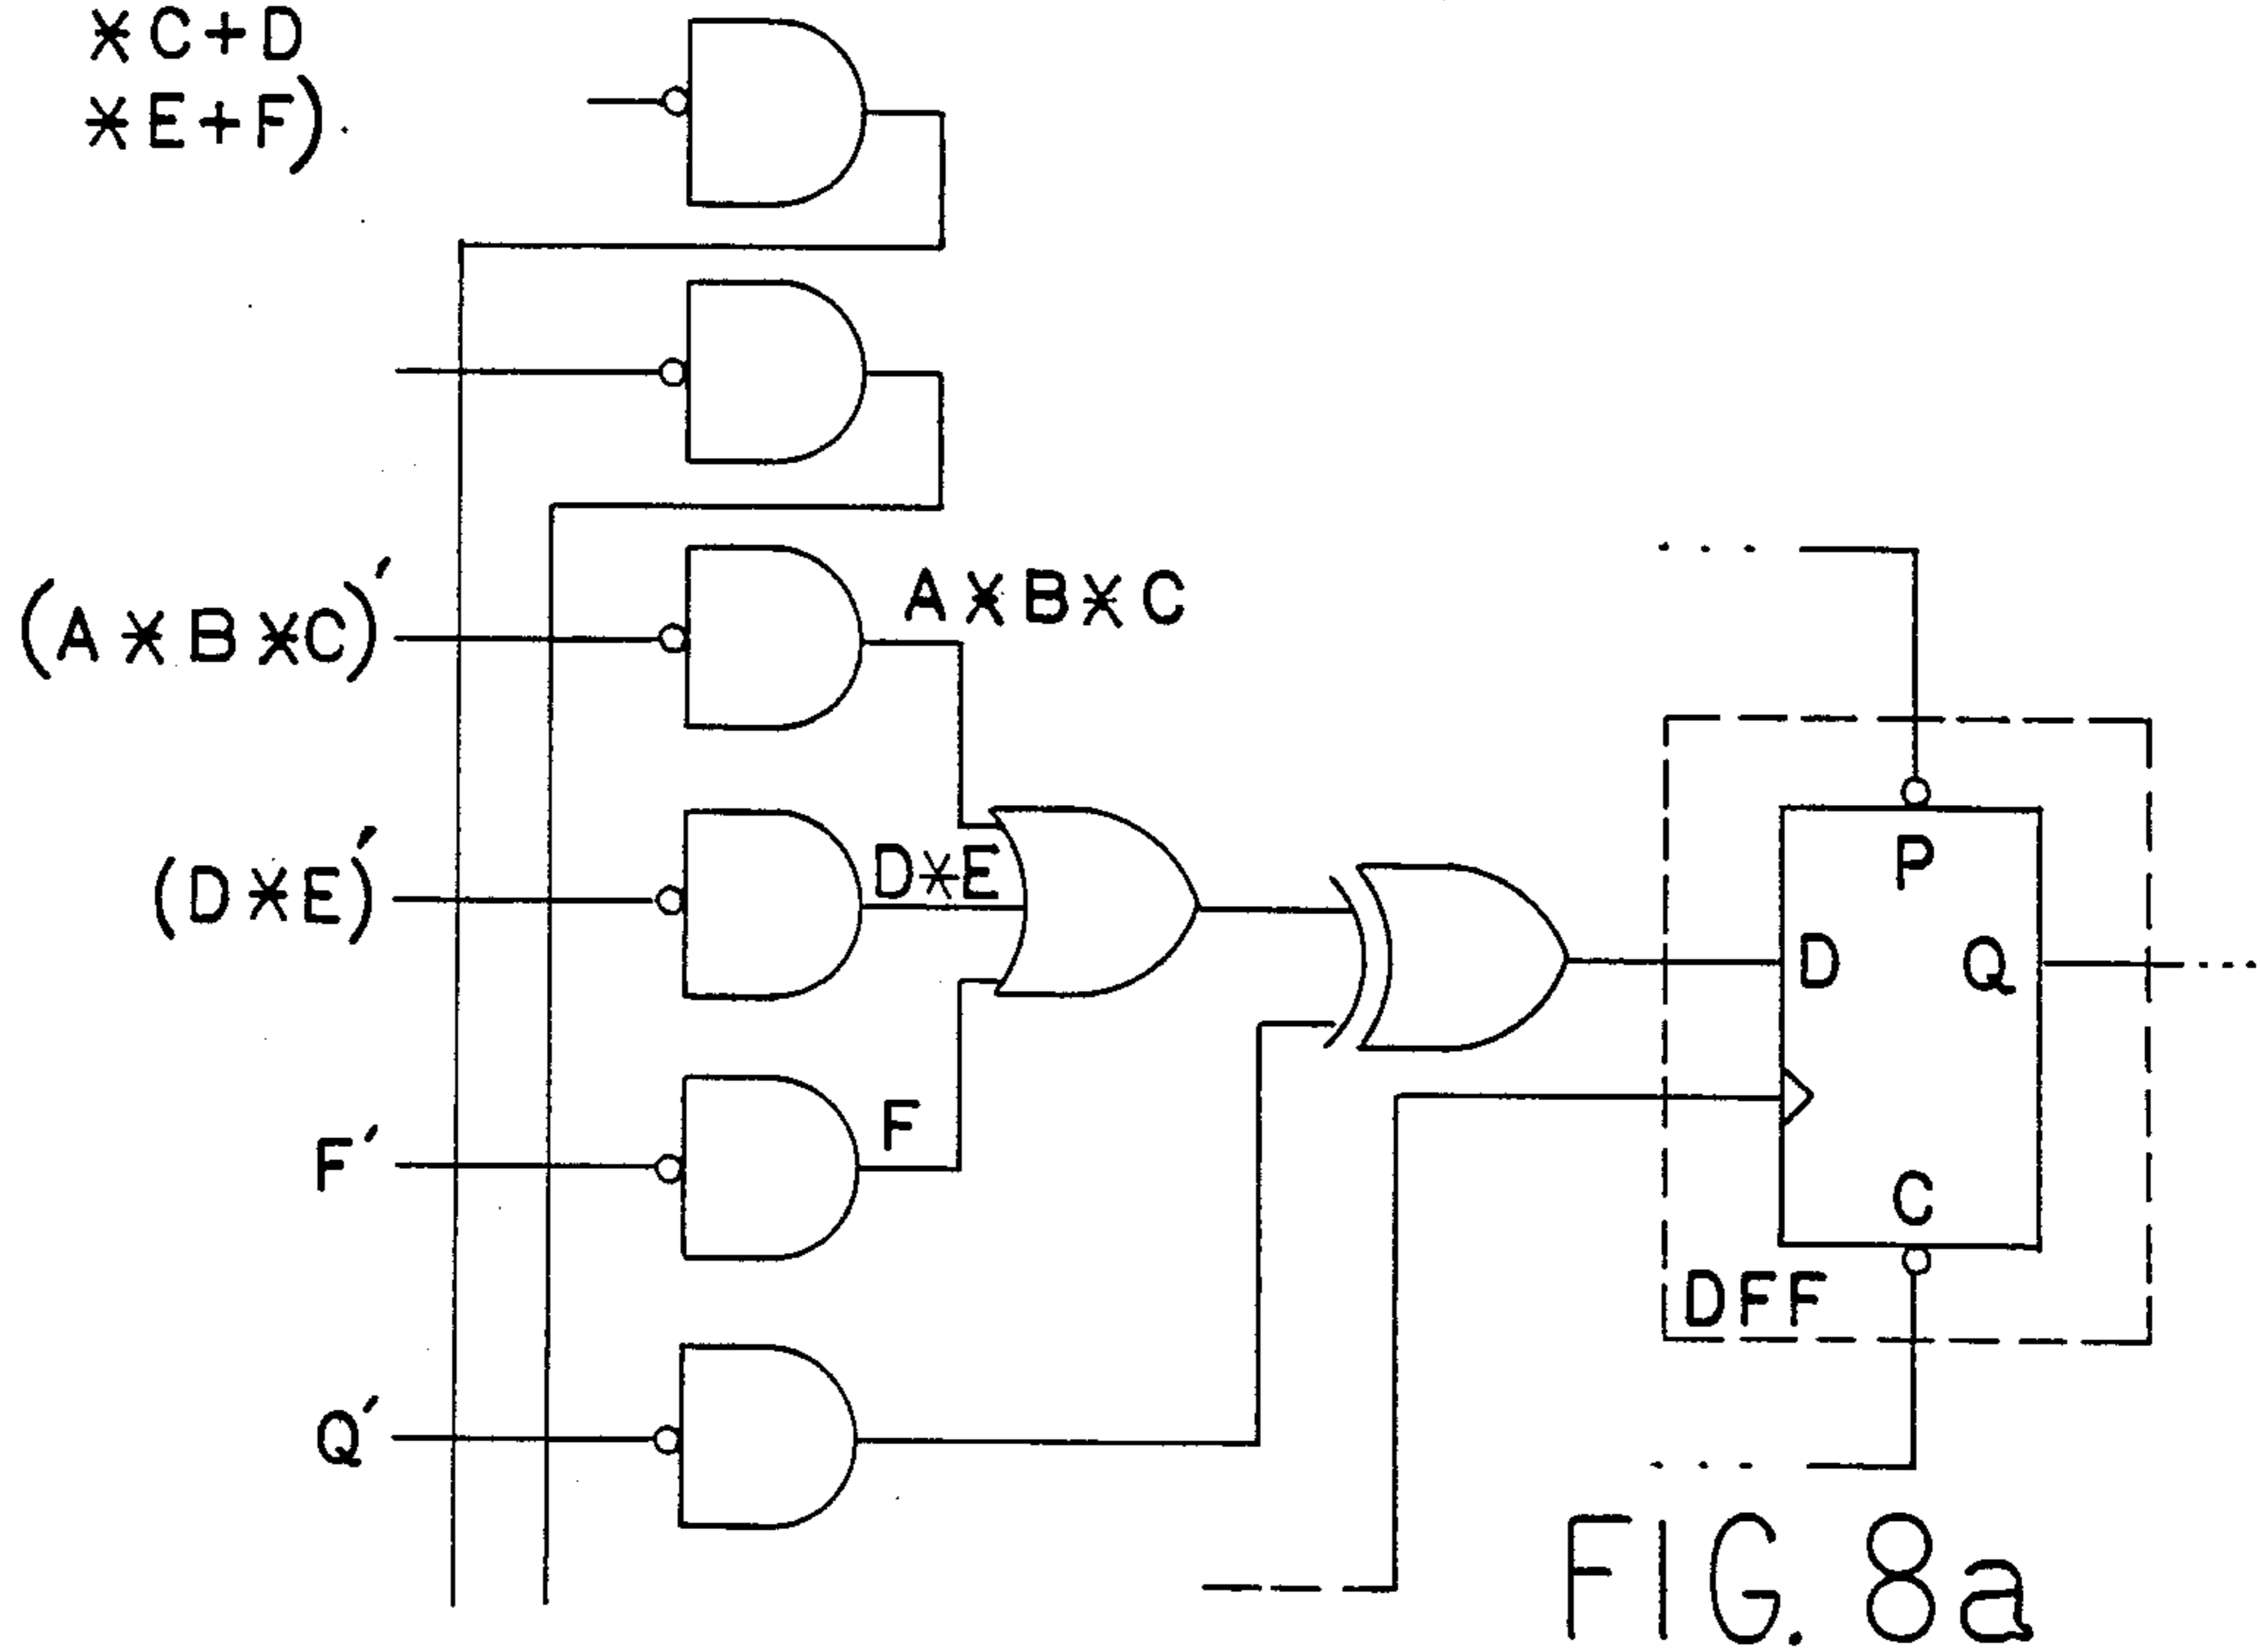 *C+D
*E+F)
(A*B*C)′
A*B*C
(D*E)′
D*E
P
D
Q
F′
F
C
DFF
Q′
FIG. 8a